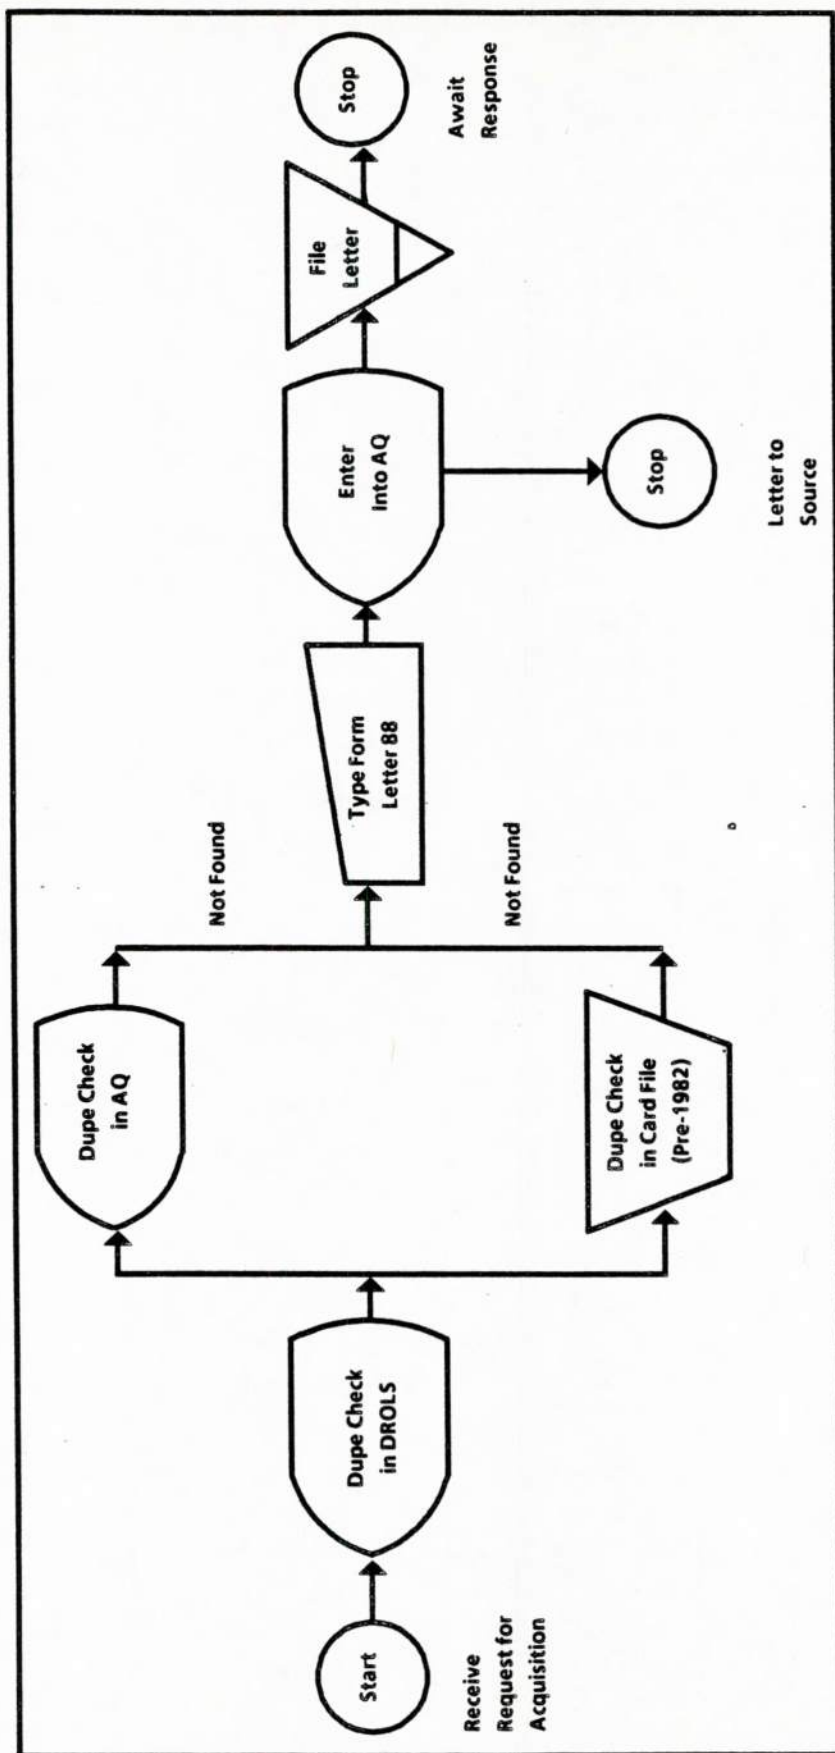 Start
Receive
Request for
Acquisition
Dupe Check
in DROLS
Dupe Check
in AQ
Dupe Check
in Card File
(Pre-1982)
Not Found
Not Found
Type Form
Letter 88
Enter
into AQ
Stop
Letter to
Source
File
Letter
Stop
Await
Response